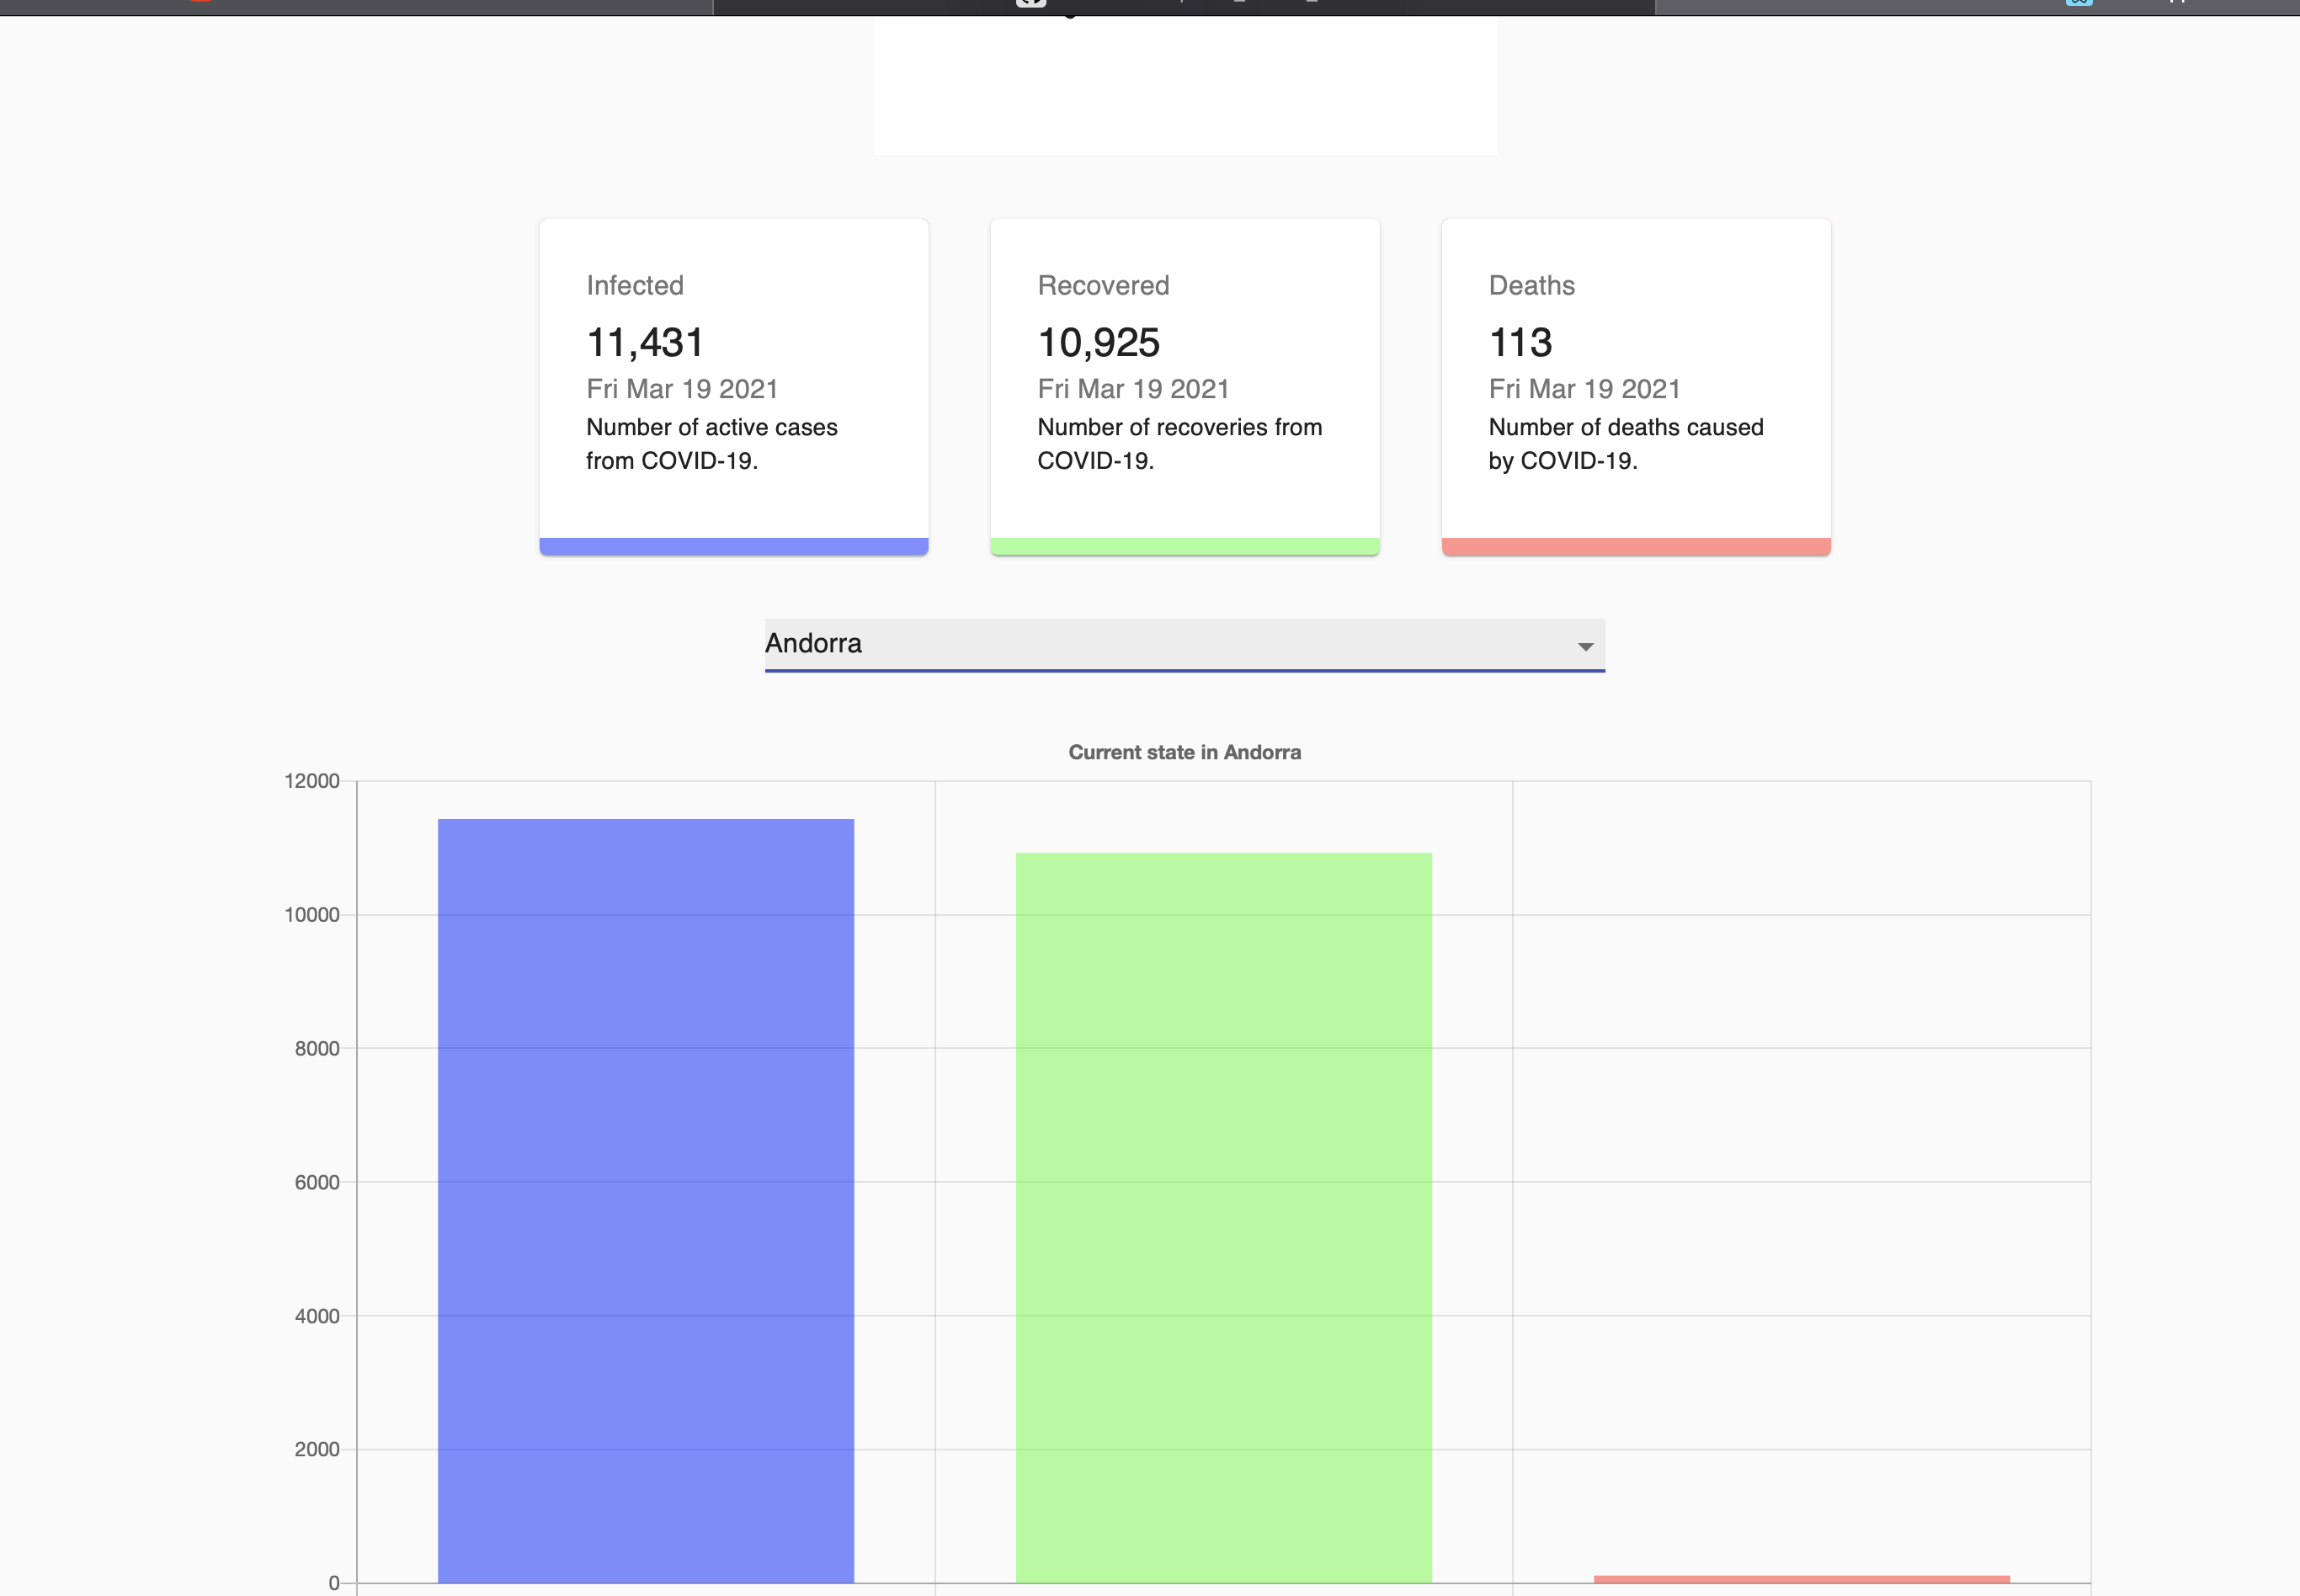 Infected
11,431
Fri Mar 19 2021
Number of active cases
from COVID-19.
Recovered
10,925
Fri Mar 19 2021
Number of recoveries from
COVID-19.
Deaths
113
Fri Mar 19 2021
Number of deaths caused
by COVID-19.
Andorra
Current state in Andorra
12000
10000
8000
6000
4000
2000
0